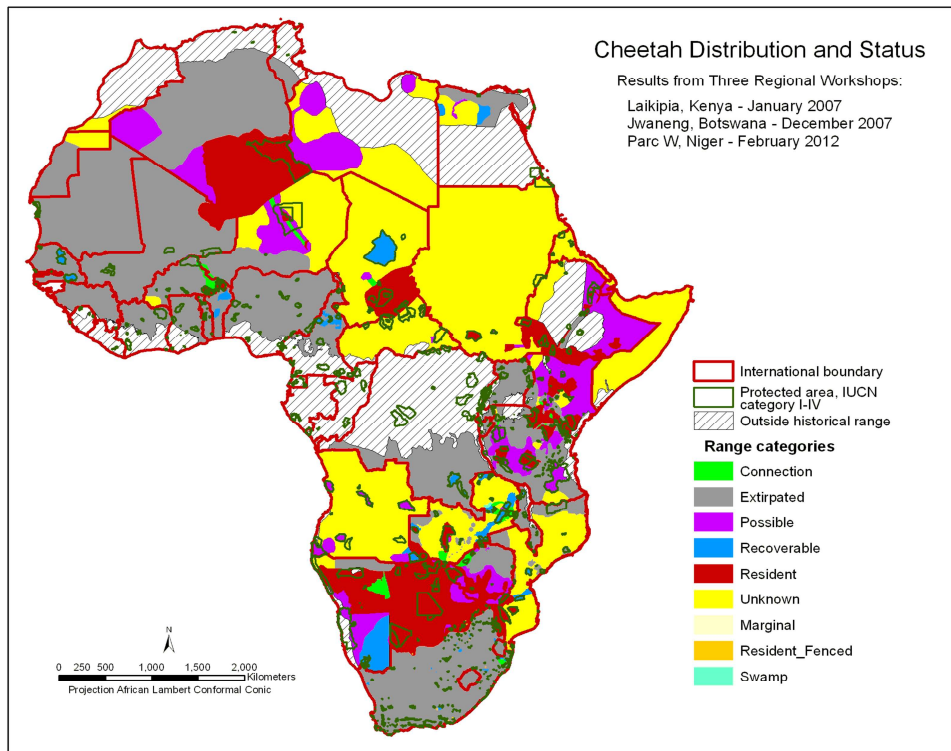 Cheetah Distribution and Status
Results from Three Regional Workshops:
Laikipia, Kenya - January 2007
Jwaneng, Botswana - December 2007
Parc W, Niger - February 2012
International boundary
Protected area, IUCN
category I-IV
Outside historical range
Range categories
Connection
Extirpated
Possible
Recoverable
Resident
Unknown
Marginal
Resident_Fenced
Swamp
N
0 250 500 1,000 1,500 2,000
Kilometers
Projection African Lambert Conformal Conic